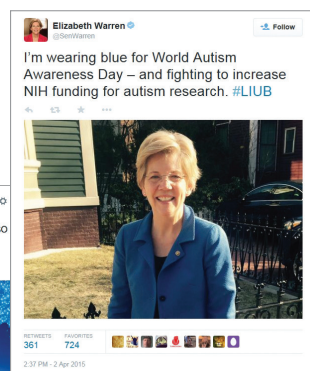 Elizabeth Warren
@SenWarren
Follow
I'm wearing blue for World Autism
Awareness Day – and fighting to increase
NIH funding for autism research. #LIUB
so
RETWEETS
FAVORITES
361
724
2:37 PM - 2 Apr 2015